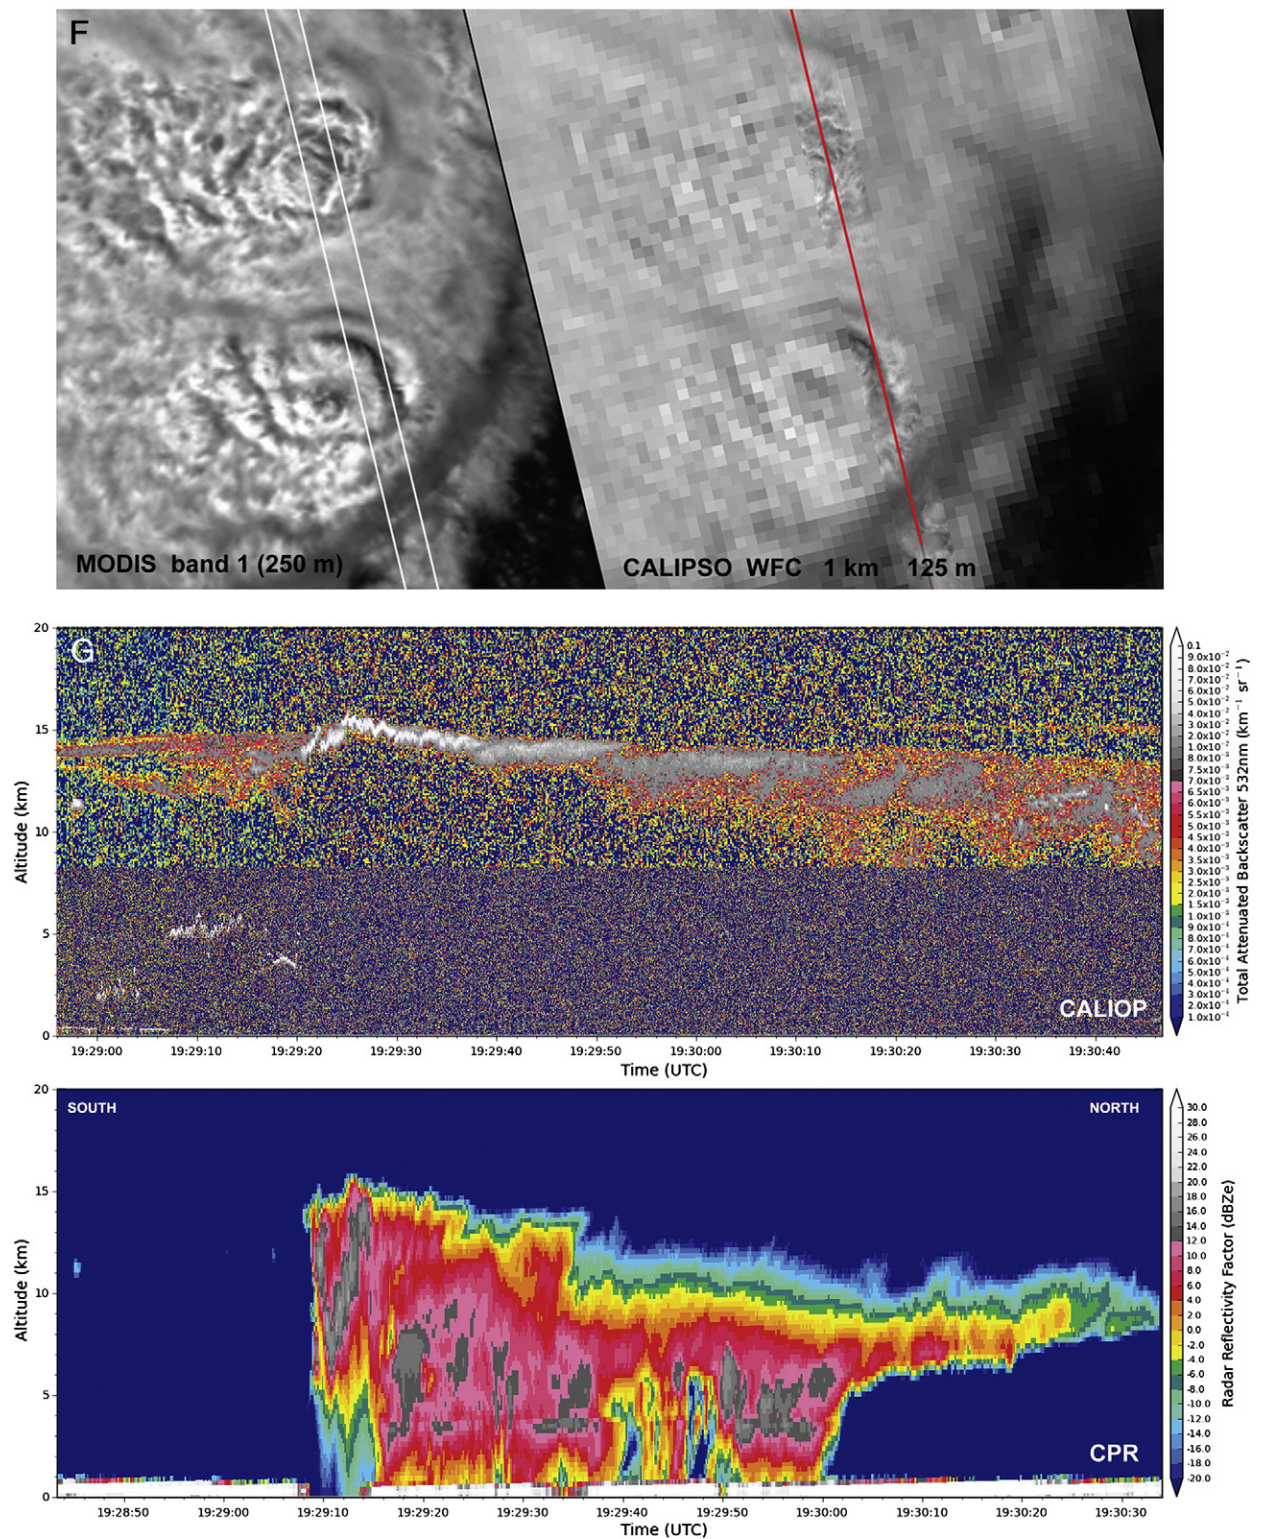 F
MODIS band 1 (250 m)
CALIPSO WFC 1 km 125 m
G
20
15
10
5
0
Altitude (km)
CALIOP
19:29:00 19:29:10 19:29:20 19:29:30 19:29:40 19:29:50 19:30:00 19:30:10 19:30:20 19:30:30 19:30:40
Time (UTC)
0.1
9.0x10⁻²
8.0x10⁻²
7.0x10⁻²
6.0x10⁻²
5.0x10⁻²
4.0x10⁻²
3.0x10⁻²
2.0x10⁻²
1.0x10⁻²
8.0x10⁻³
7.0x10⁻³
6.5x10⁻³
6.0x10⁻³
5.5x10⁻³
5.0x10⁻³
4.5x10⁻³
4.0x10⁻³
3.5x10⁻³
3.0x10⁻³
2.5x10⁻³
2.0x10⁻³
1.5x10⁻³
1.0x10⁻³
8.0x10⁻⁴
7.0x10⁻⁴
6.0x10⁻⁴
5.0x10⁻⁴
4.0x10⁻⁴
3.0x10⁻⁴
2.0x10⁻⁴
1.0x10⁻⁴
Total Attenuated Backscatter 532nm (km⁻¹ sr⁻¹)
SOUTH
NORTH
20
15
10
5
0
Altitude (km)
CPR
19:28:50 19:29:00 19:29:10 19:29:20 19:29:30 19:29:40 19:29:50 19:30:00 19:30:10 19:30:20 19:30:30
Time (UTC)
30.0
28.0
26.0
24.0
22.0
20.0
18.0
16.0
14.0
12.0
10.0
8.0
6.0
4.0
2.0
0.0
-2.0
-4.0
-6.0
-8.0
-10.0
-12.0
-14.0
-16.0
-18.0
-20.0
Radar Reflectivity Factor (dBZe)